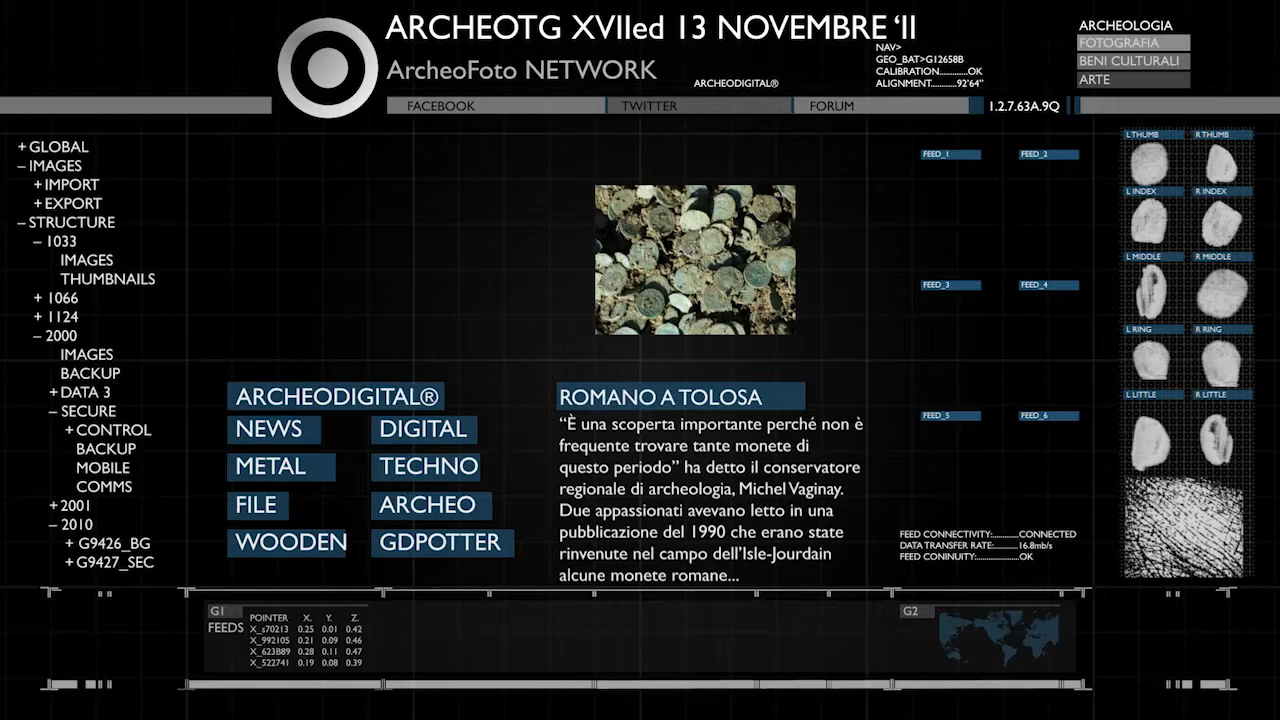 ARCHEOTG XVIIed 13 NOVEMBRE ‘II
ArcheoFoto NETWORK
ARCHEODIGITAL®
NAV>
GEO_BAT>G12658B
CALIBRATION.............OK
ALIGNMENT............92'64"
ARCHEOLOGIA
FOTOGRAFIA
BENI CULTURALI
ARTE
FACEBOOK
TWITTER
FORUM
1.2.7.63A.9Q
+ GLOBAL
– IMAGES
+ IMPORT
+ EXPORT
– STRUCTURE
– 1033
IMAGES
THUMBNAILS
+ 1066
+ 1124
– 2000
IMAGES
BACKUP
+ DATA 3
– SECURE
+ CONTROL
BACKUP
MOBILE
COMMS
+ 2001
– 2010
+ G9426_BG
+ G9427_SEC
ARCHEODIGITAL®
NEWS
DIGITAL
METAL
TECHNO
FILE
ARCHEO
WOODEN
GDPOTTER
ROMANO A TOLOSA
“È una scoperta importante perché non è
frequente trovare tante monete di
questo periodo” ha detto il conservatore
regionale di archeologia, Michel Vaginay.
Due appassionati avevano letto in una
pubblicazione del 1990 che erano state
rinvenute nel campo dell’Isle-Jourdain
alcune monete romane...
FEED_1
FEED_2
FEED_3
FEED_4
FEED_5
FEED_6
FEED CONNECTIVITY:.............CONNECTED
DATA TRANSFER RATE:...........16.8mb/s
FEED CONINUITY:......................OK
L THUMB
R THUMB
L INDEX
R INDEX
L MIDDLE
R MIDDLE
L RING
R RING
L LITTLE
R LITTLE
G1
FEEDS
POINTER X. Y. Z.
X_s70213 0.25 0.01 0.42
X_992105 0.21 0.09 0.46
X_623B89 0.28 0.11 0.47
X_522741 0.19 0.08 0.39
G2